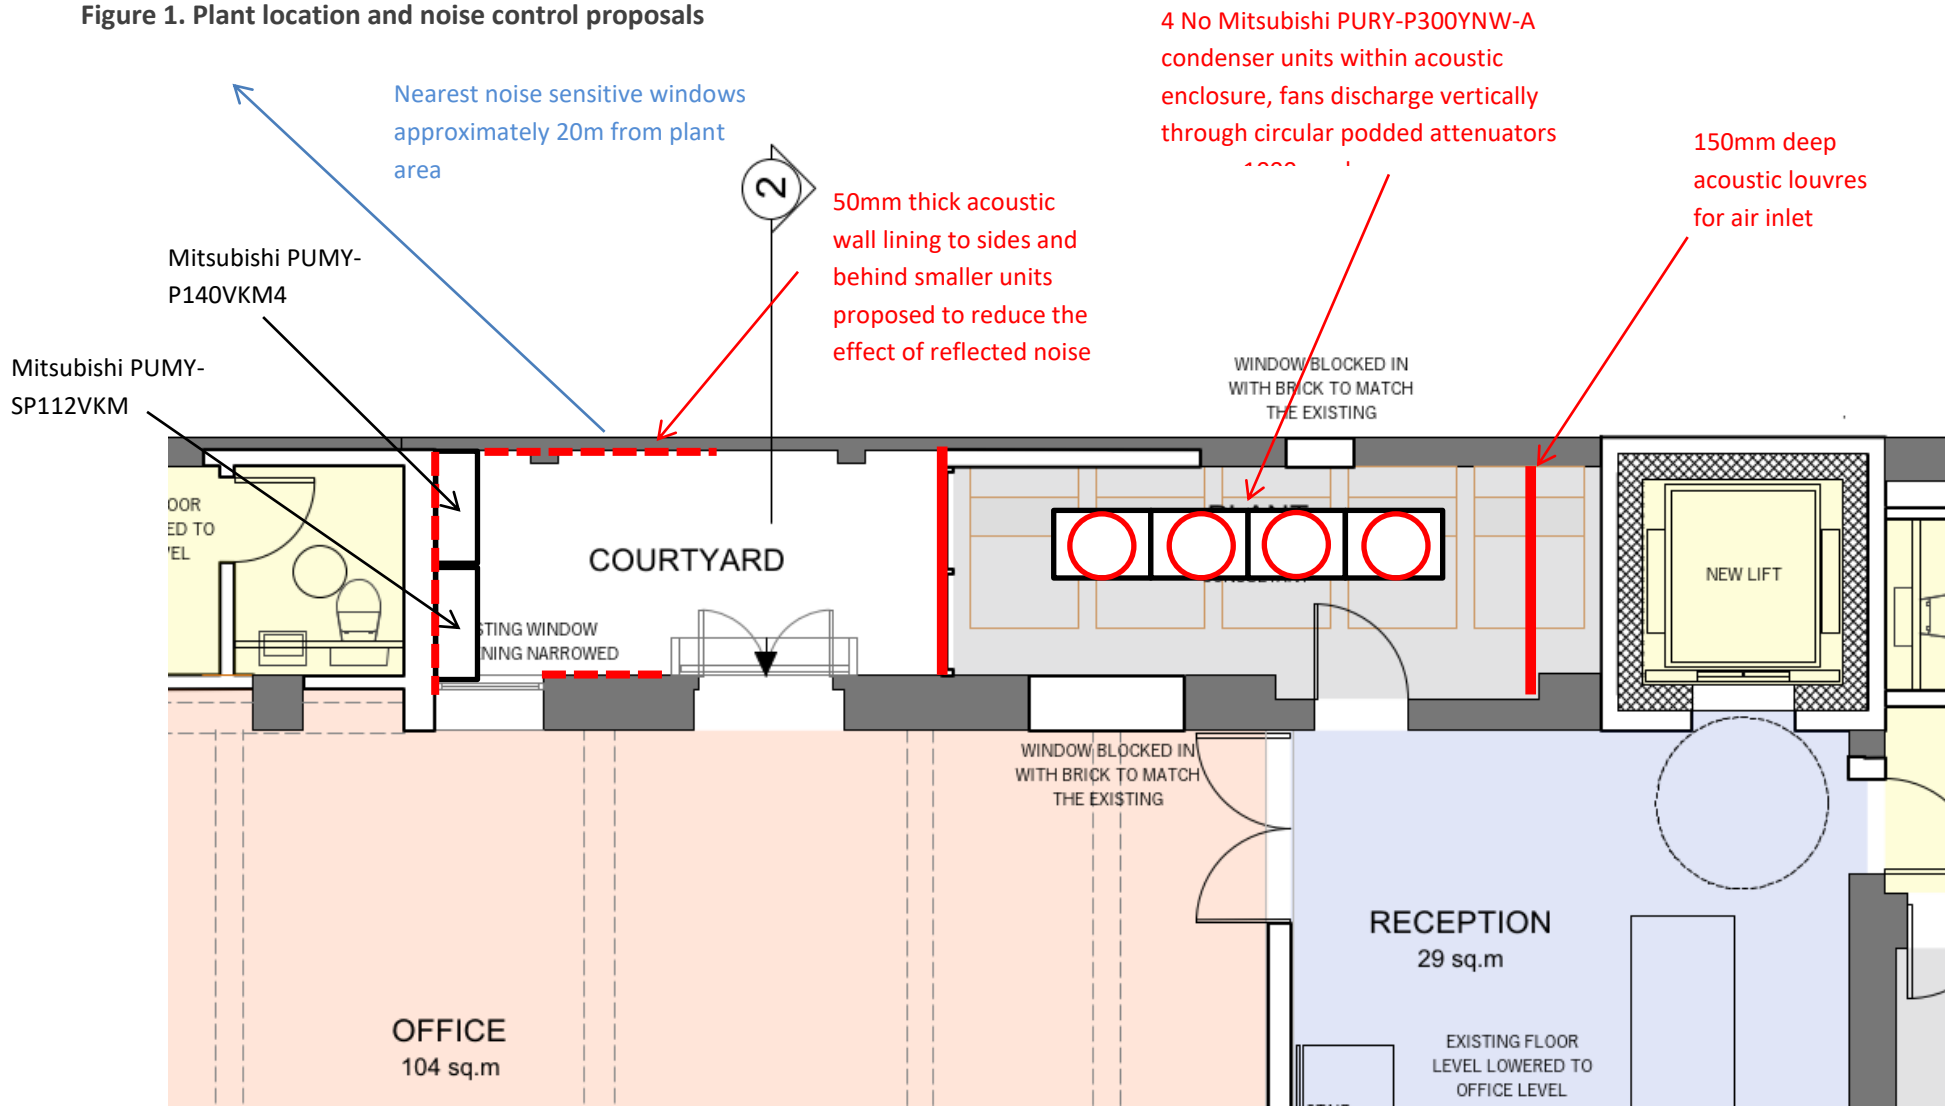 Figure 1. Plant location and noise control proposals
4 No Mitsubishi PURY-P300YNW-A
condenser units within acoustic
enclosure, fans discharge vertically
through circular podded attenuators
Nearest noise sensitive windows
approximately 20m from plant
area
150mm deep
acoustic louvres
for air inlet
2
50mm thick acoustic
wall lining to sides and
behind smaller units
proposed to reduce the
effect of reflected noise
Mitsubishi PUMY-
P140VKM4
Mitsubishi PUMY-
SP112VKM
WINDOW BLOCKED IN
WITH BRICK TO MATCH
THE EXISTING
COURTYARD
NEW LIFT
STING WINDOW
NING NARROWED
OOR
ED TO
VEL
WINDOW BLOCKED IN
WITH BRICK TO MATCH
THE EXISTING
RECEPTION
29 sq.m
OFFICE
104 sq.m
EXISTING FLOOR
LEVEL LOWERED TO
OFFICE LEVEL